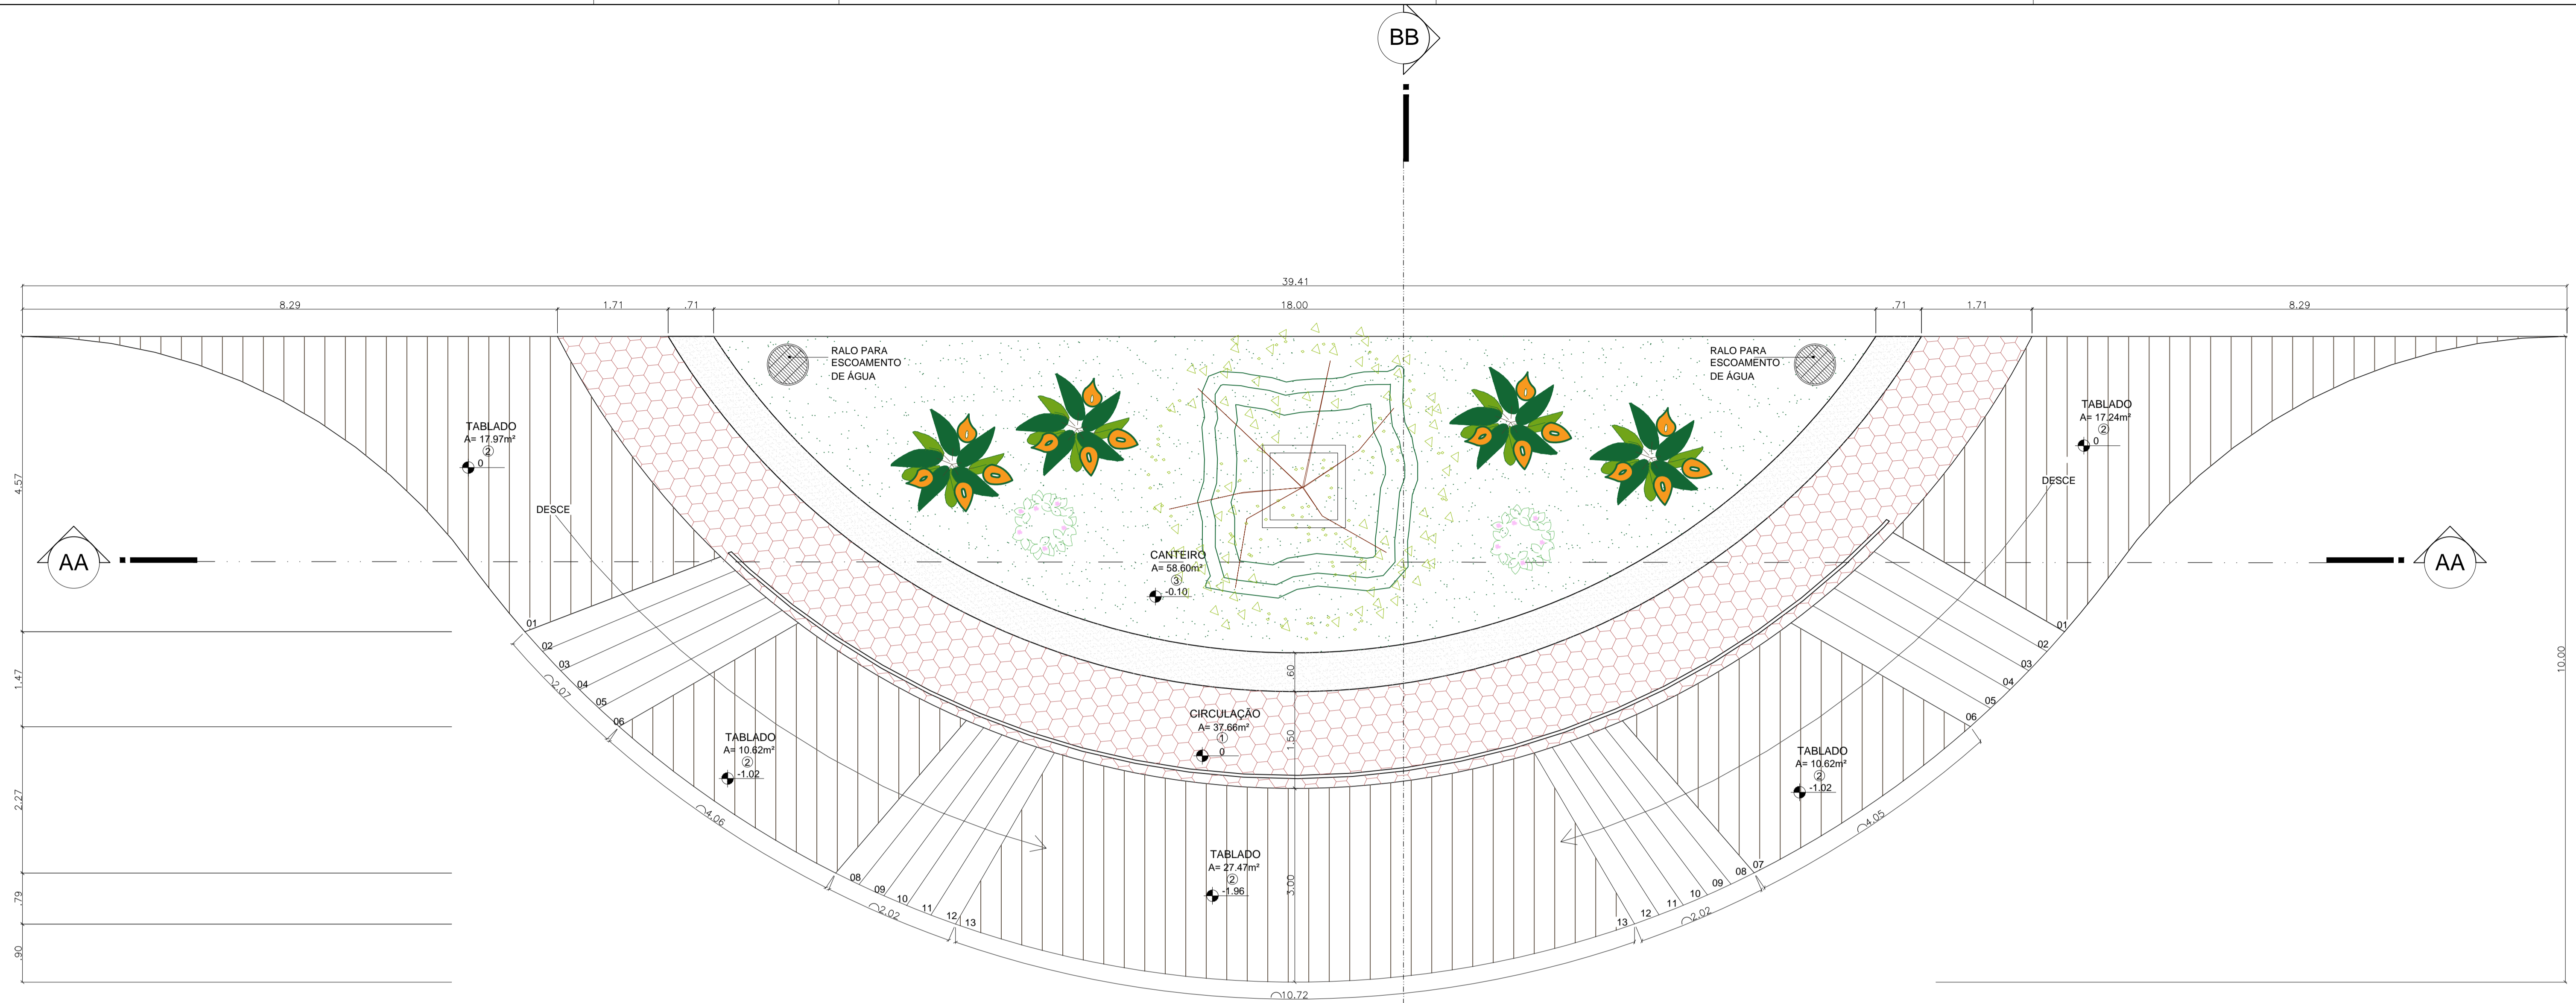 BB
39.41
8.29
1.71
.71
18.00
.71
1.71
8.29
RALO PARA
ESCOAMENTO
DE ÁGUA
RALO PARA
ESCOAMENTO
DE ÁGUA
TABLADO
A= 17.97m²
2
0
TABLADO
A= 17.24m²
2
0
DESCE
DESCE
4.57
AA
AA
CANTEIRO
A= 58.60m²
3
-0.10
01
02
03
04
05
06
01
02
03
04
05
06
1.47
2.07
10.00
.60
CIRCULAÇÃO
A= 37.66m²
1
0
1.50
TABLADO
A= 10.62m²
2
-1.02
TABLADO
A= 10.62m²
2
-1.02
2.27
4.06
4.05
TABLADO
A= 27.47m²
2
-1.96
3.00
08
09
10
11
12
13
07
08
09
10
11
12
13
.79
2.02
2.02
.90
10.72